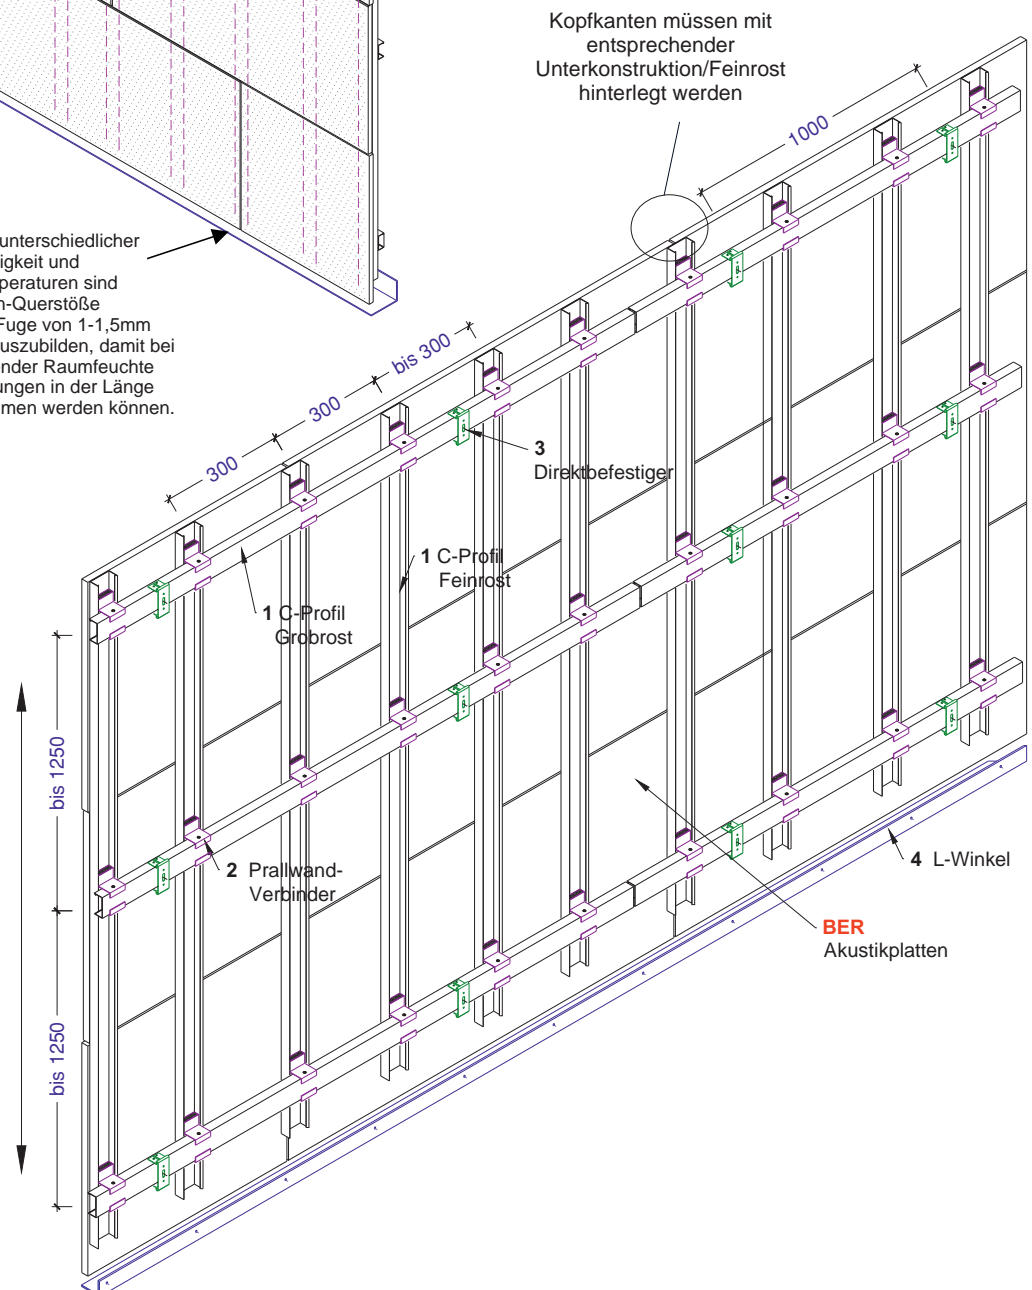 Kopfkanten müssen mit
entsprechender
Unterkonstruktion/Feinrost
hinterlegt werden
1000
unterschiedlicher
igkeit und
peraturen sind
n-Querstöße
Fuge von 1-1,5mm
uszubilden, damit bei
nder Raumfeuchte
ungen in der Länge
men werden können.
bis 300
300
300
3
Direktbefestiger
1 C-Profil
Feinrost
1 C-Profil
Grobrost
bis 1250
2 Prallwand-
Verbinder
4 L-Winkel
BER
Akustikplatten
bis 1250